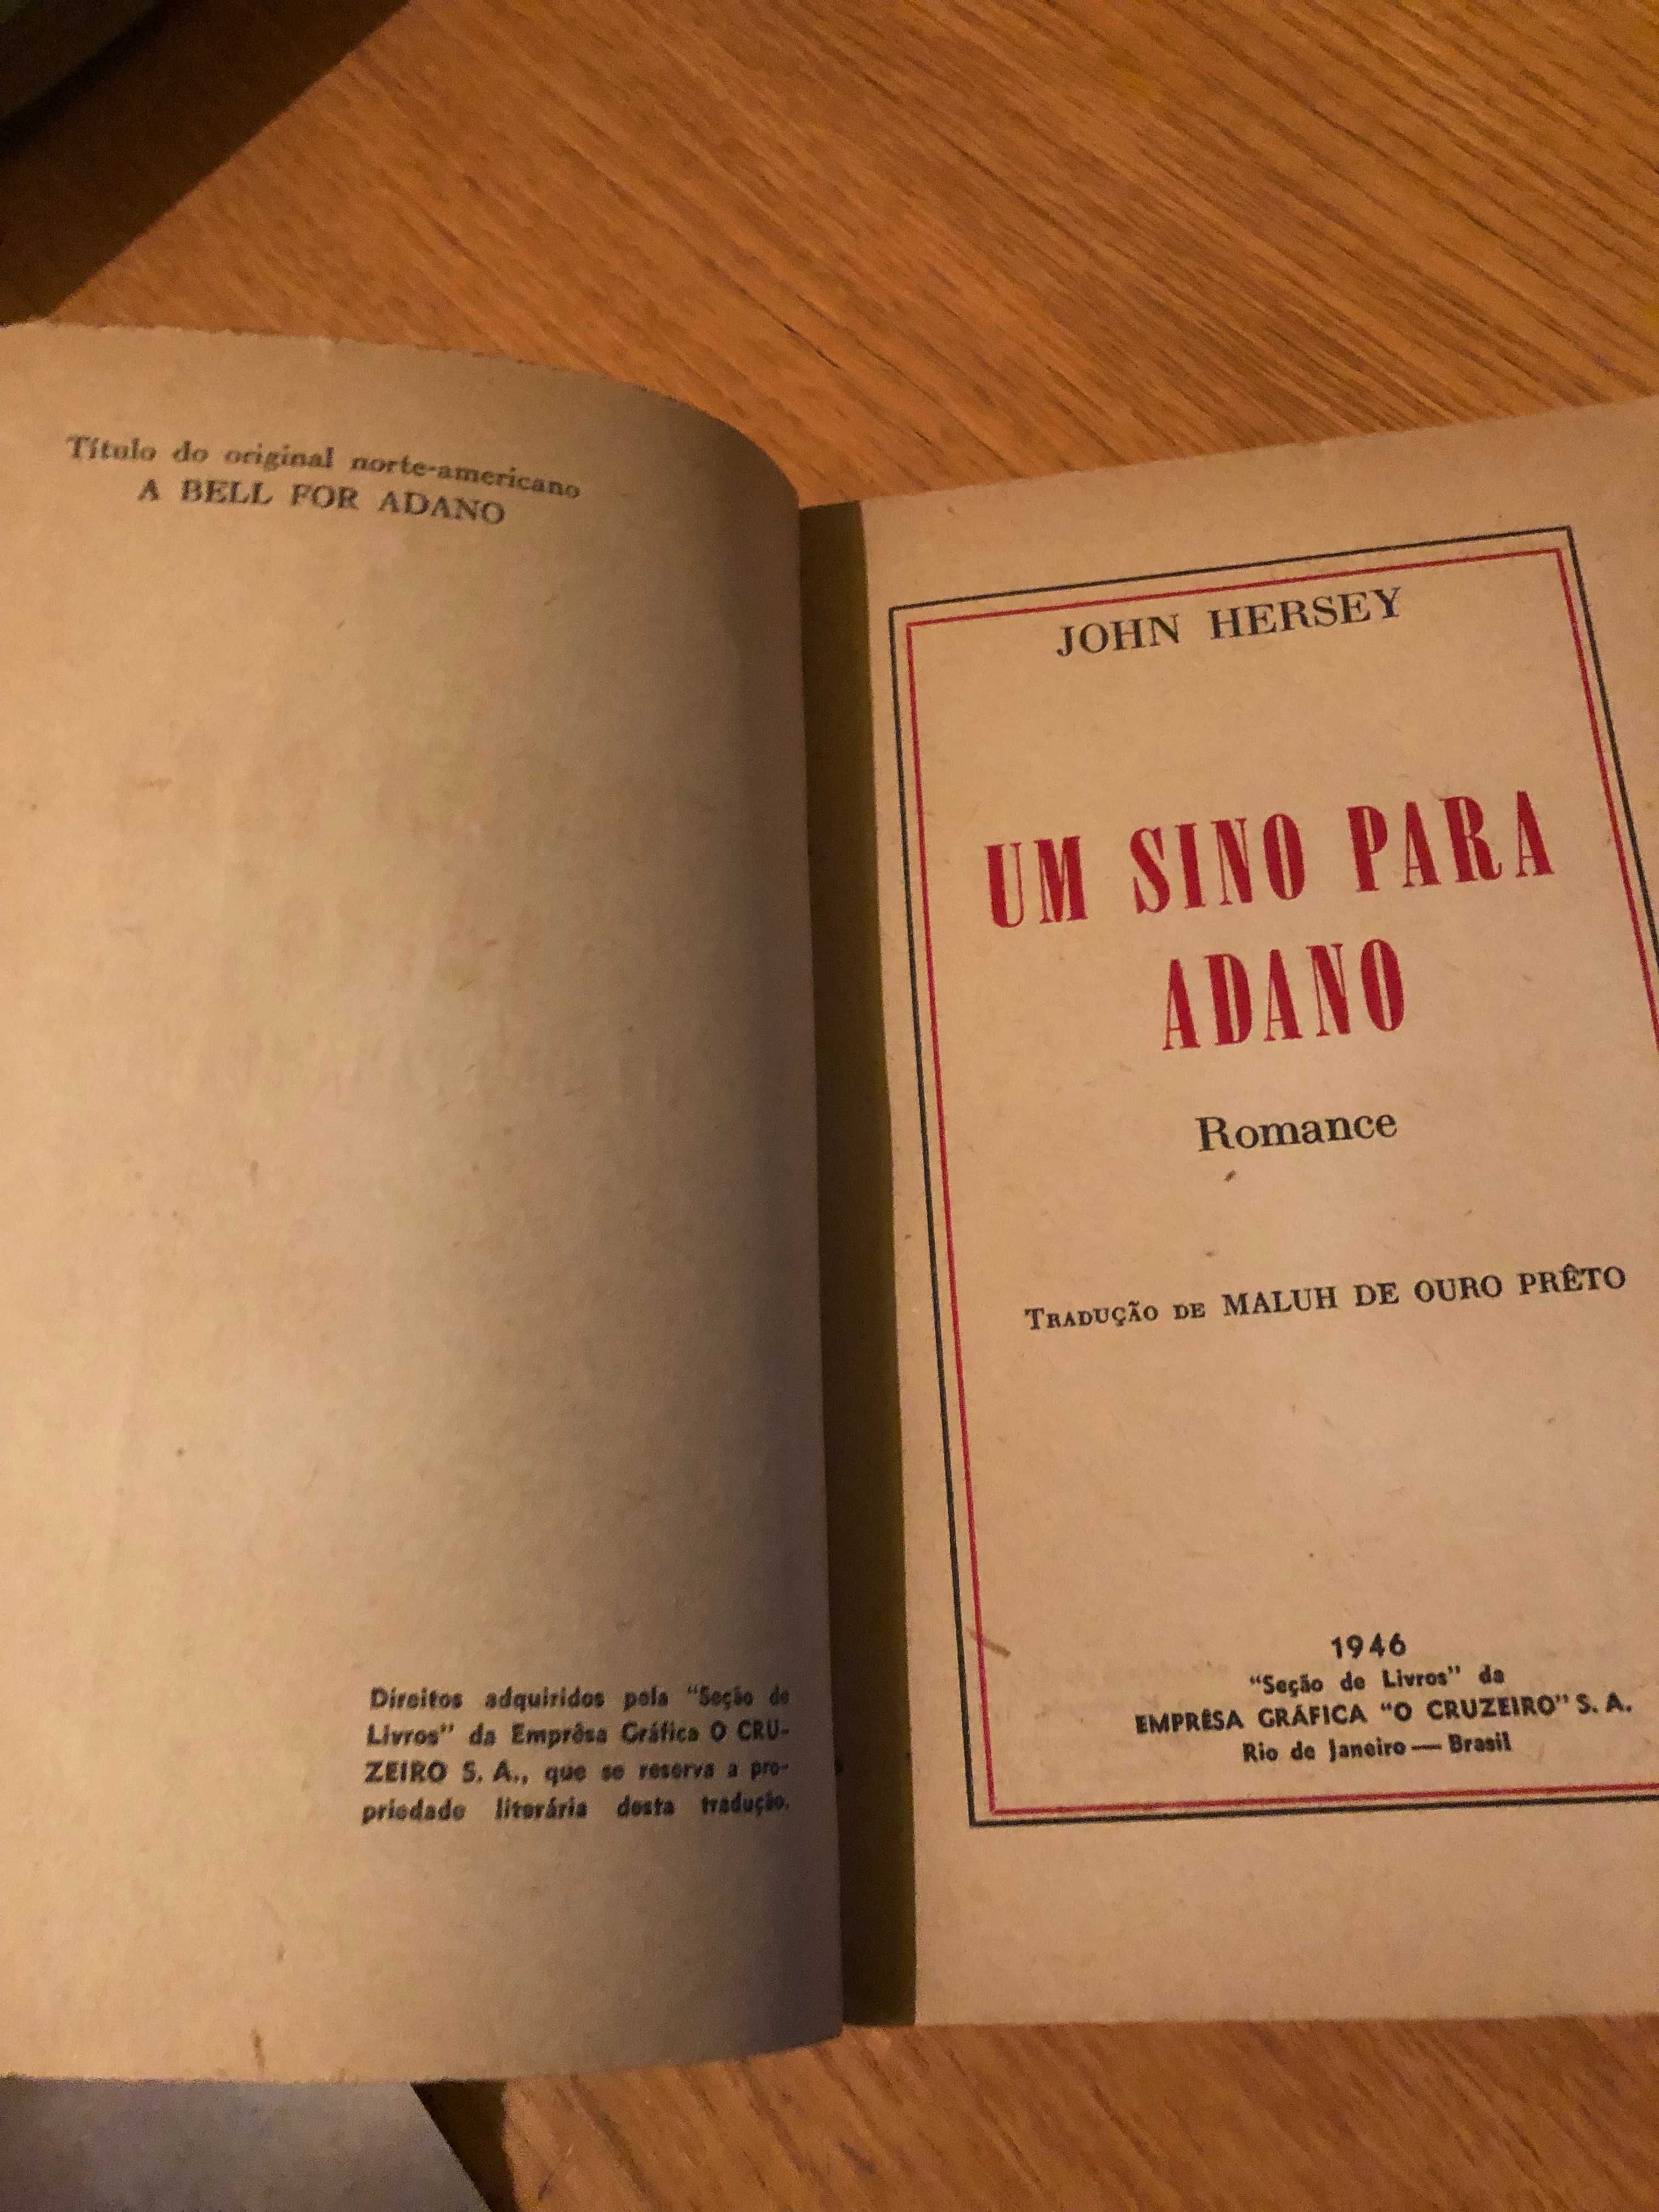 Título do original norte-americano
A BELL FOR ADANO
Direitos adquiridos pela "Seção de
Livros" da Emprêsa Gráfica O CRU-
ZEIRO S. A., que se reserva a pro-
priedade literária desta tradução.
JOHN HERSEY
UM SINO PARA
ADANO
Romance
TRADUÇÃO DE MALUH DE OURO PRÊTO
1946
"Seção de Livros" da
EMPRÊSA GRÁFICA "O CRUZEIRO" S. A.
Rio de Janeiro — Brasil